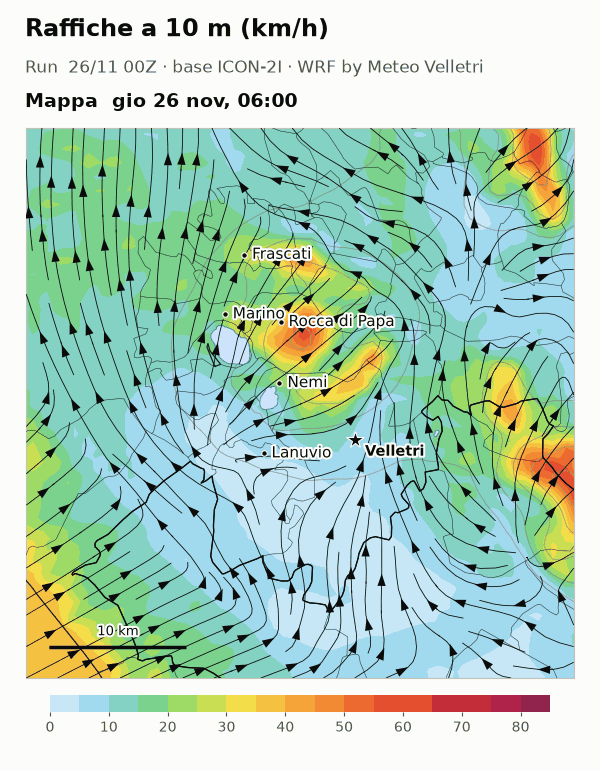 Raffiche a 10 m (km/h)
Run 26/11 00Z · base ICON-2I · WRF by Meteo Velletri
Mappa gio 26 nov, 06:00
Frascati
Marino
Rocca di Papa
Nemi
Velletri
Lanuvio
10 km
0 10 20 30 40 50 60 70 80